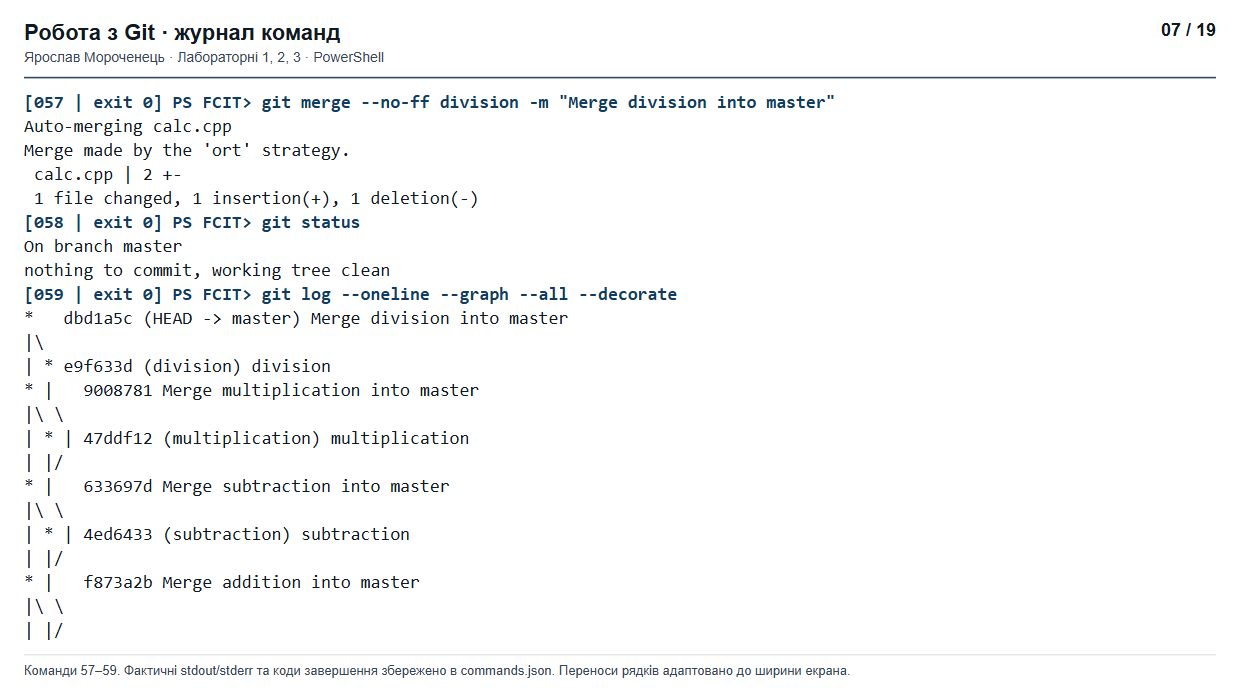 Робота з Git · журнал команд
07 / 19
Ярослав Мороченець · Лабораторні 1, 2, 3 · PowerShell
[057 | exit 0] PS FCIT> git merge --no-ff division -m "Merge division into master"
Auto-merging calc.cpp
Merge made by the 'ort' strategy.
 calc.cpp | 2 +-
 1 file changed, 1 insertion(+), 1 deletion(-)
[058 | exit 0] PS FCIT> git status
On branch master
nothing to commit, working tree clean
[059 | exit 0] PS FCIT> git log --oneline --graph --all --decorate
*   dbd1a5c (HEAD -> master) Merge division into master
|\
| * e9f633d (division) division
* |   9008781 Merge multiplication into master
|\ \
| * | 47ddf12 (multiplication) multiplication
| |/
* |   633697d Merge subtraction into master
|\ \
| * | 4ed6433 (subtraction) subtraction
| |/
* |   f873a2b Merge addition into master
|\ \
| |/
Команди 57–59. Фактичні stdout/stderr та коди завершення збережено в commands.json. Переноси рядків адаптовано до ширини екрана.